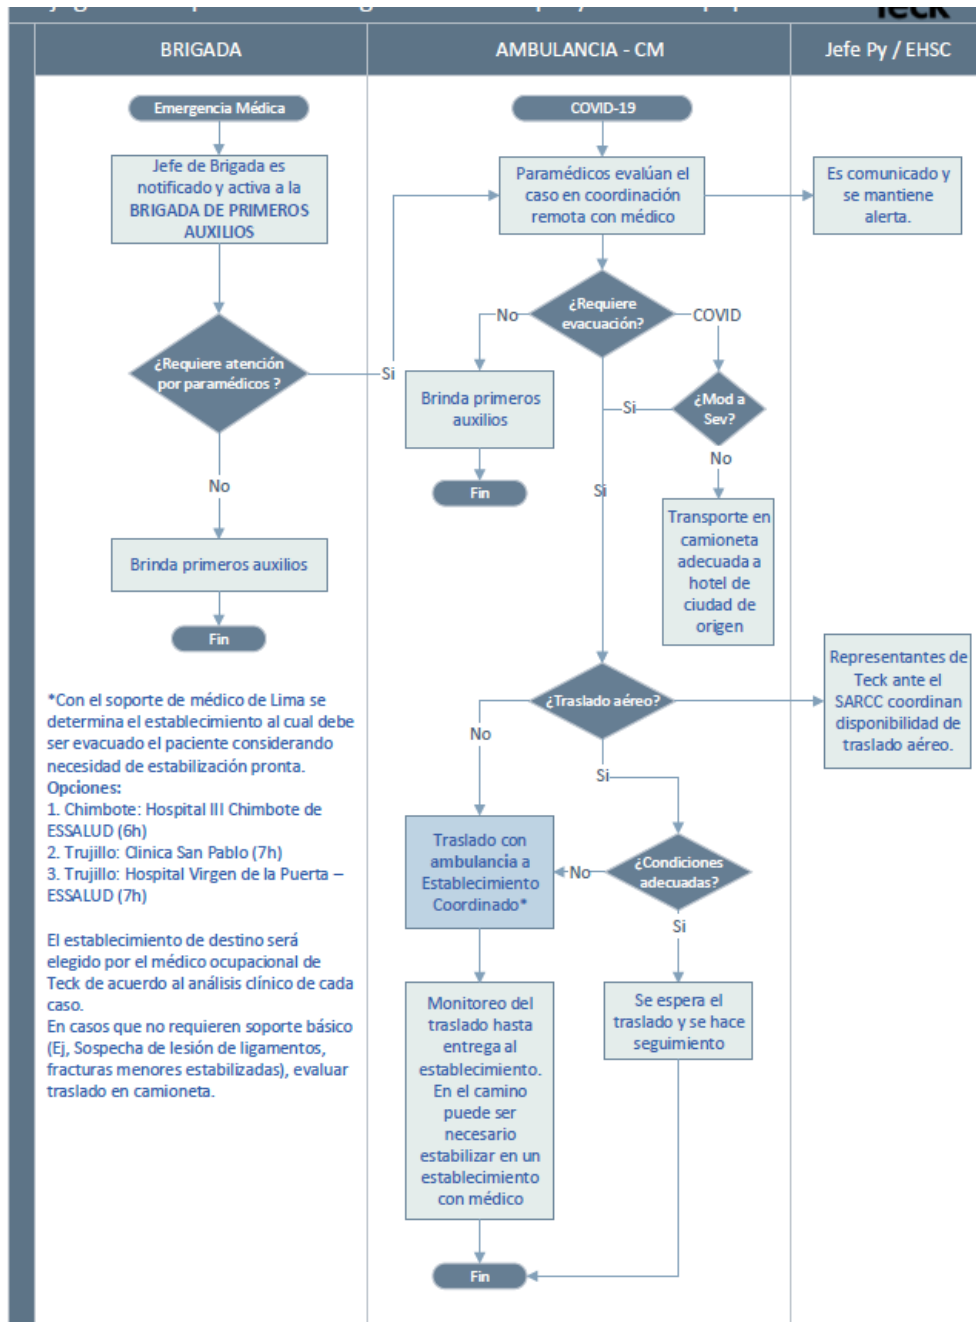 Teck
BRIGADA
AMBULANCIA - CM
Jefe Py / EHSC
Emergencia Médica
Jefe de Brigada es
notificado y activa a la
BRIGADA DE PRIMEROS
AUXILIOS
¿Requiere atención
por paramédicos ?
Si
No
Brinda primeros auxilios
Fin
*Con el soporte de médico de Lima se
determina el establecimiento al cual debe
ser evacuado el paciente considerando
necesidad de estabilización pronta.
Opciones:
1. Chimbote: Hospital III Chimbote de
ESSALUD (6h)
2. Trujillo: Clinica San Pablo (7h)
3. Trujillo: Hospital Virgen de la Puerta –
ESSALUD (7h)
El establecimiento de destino será
elegido por el médico ocupacional de
Teck de acuerdo al análisis clínico de cada
caso.
En casos que no requieren soporte básico
(Ej, Sospecha de lesión de ligamentos,
fracturas menores estabilizadas), evaluar
traslado en camioneta.
COVID-19
Paramédicos evalúan el
caso en coordinación
remota con médico
¿Requiere
evacuación?
No
COVID
Brinda primeros
auxilios
Fin
¿Mod a
Sev?
Si
No
Si
Transporte en
camioneta
adecuada a
hotel de
ciudad de
origen
¿Traslado aéreo?
No
Si
Traslado con
ambulancia a
Establecimiento
Coordinado*
No
¿Condiciones
adecuadas?
Si
Monitoreo del
traslado hasta
entrega al
establecimiento.
En el camino
puede ser
necesario
estabilizar en un
establecimiento
con médico
Se espera el
traslado y se hace
seguimiento
Fin
Es comunicado y
se mantiene
alerta.
Representantes de
Teck ante el
SARCC coordinan
disponibilidad de
traslado aéreo.